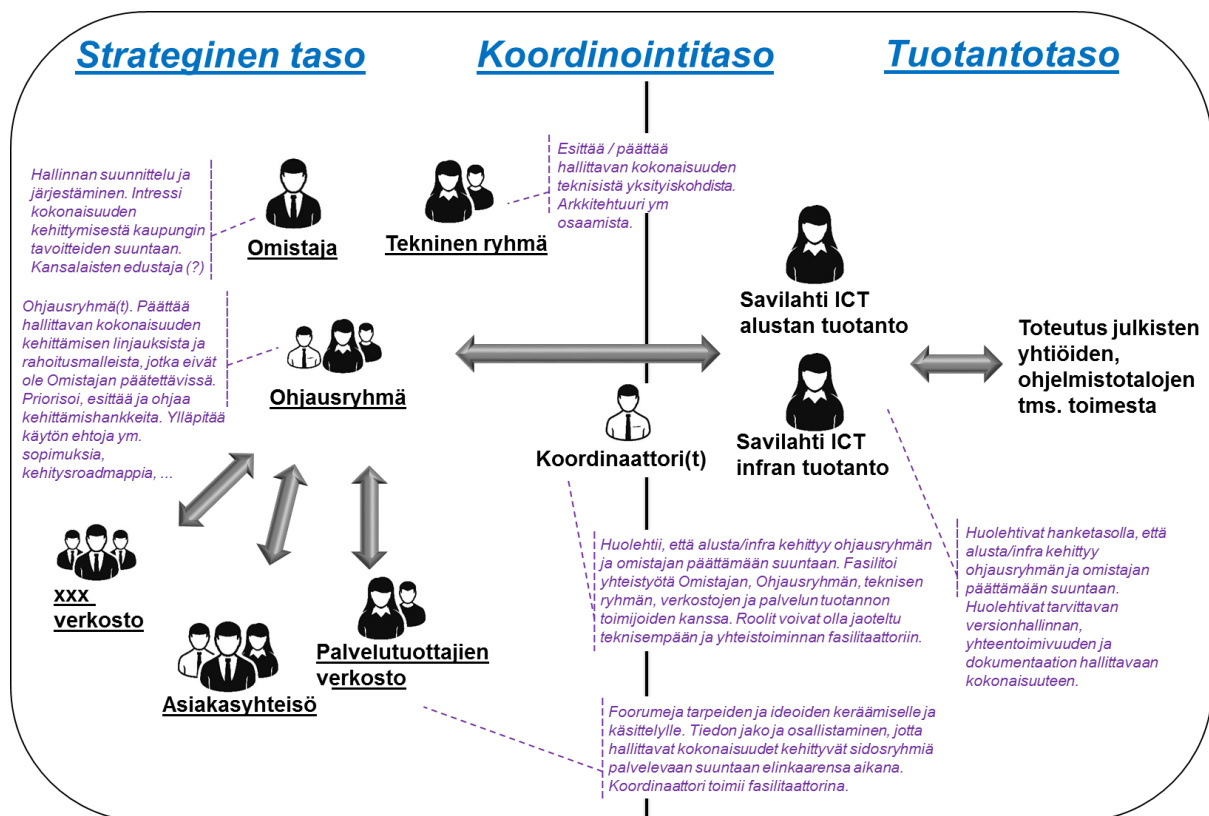 Strateginen taso
Koordinointitaso
Tuotantotaso
Hallinnan suunnittelu ja
järjestäminen. Intressi
kokonaisuuden
kehittymisestä kaupungin
tavoitteiden suuntaan.
Kansalaisten edustaja (?)
Omistaja
Tekninen ryhmä
Esittää / päättää
hallittavan kokonaisuuden
teknisistä yksityiskohdista.
Arkkitehtuuri ym
osaamista.
Ohjausryhmä(t). Päättää
hallittavan kokonaisuuden
kehittämisen linjauksista ja
rahoitusmalleista, jotka eivät
ole Omistajan päätettävissä.
Priorisoi, esittää ja ohjaa
kehittämishankkeita. Ylläpitää
käytön ehtoja ym.
sopimuksia,
kehitysroadmappia, ...
Ohjausryhmä
Savilahti ICT
alustan tuotanto
Toteutus julkisten
yhtiöiden,
ohjelmistotalojen
tms. toimesta
Koordinaattori(t)
Savilahti ICT
infran tuotanto
xxx
verkosto
Asiakasyhteisö
Palvelutuottajien
verkosto
Huolehtii, että alusta/infra kehittyy ohjausryhmän
ja omistajan päättämään suuntaan. Fasilitoi
yhteistyötä Omistajan, Ohjausryhmän, teknisen
ryhmän, verkostojen ja palvelun tuotannon
toimijoiden kanssa. Roolit voivat olla jaoteltu
teknisempään ja yhteistoiminnan fasilitaattoriin.
Huolehtivat hanketasolla, että
alusta/infra kehittyy
ohjausryhmän ja omistajan
päättämään suuntaan.
Huolehtivat tarvittavan
versionhallinnan,
yhteentoimivuuden ja
dokumentaation hallittavaan
kokonaisuuteen.
Foorumeja tarpeiden ja ideoiden keräämiselle ja
käsittelylle. Tiedon jako ja osallistaminen, jotta
hallittavat kokonaisuudet kehittyvät sidosryhmiä
palvelevaan suuntaan elinkaarensa aikana.
Koordinaattori toimii fasilitaattorina.